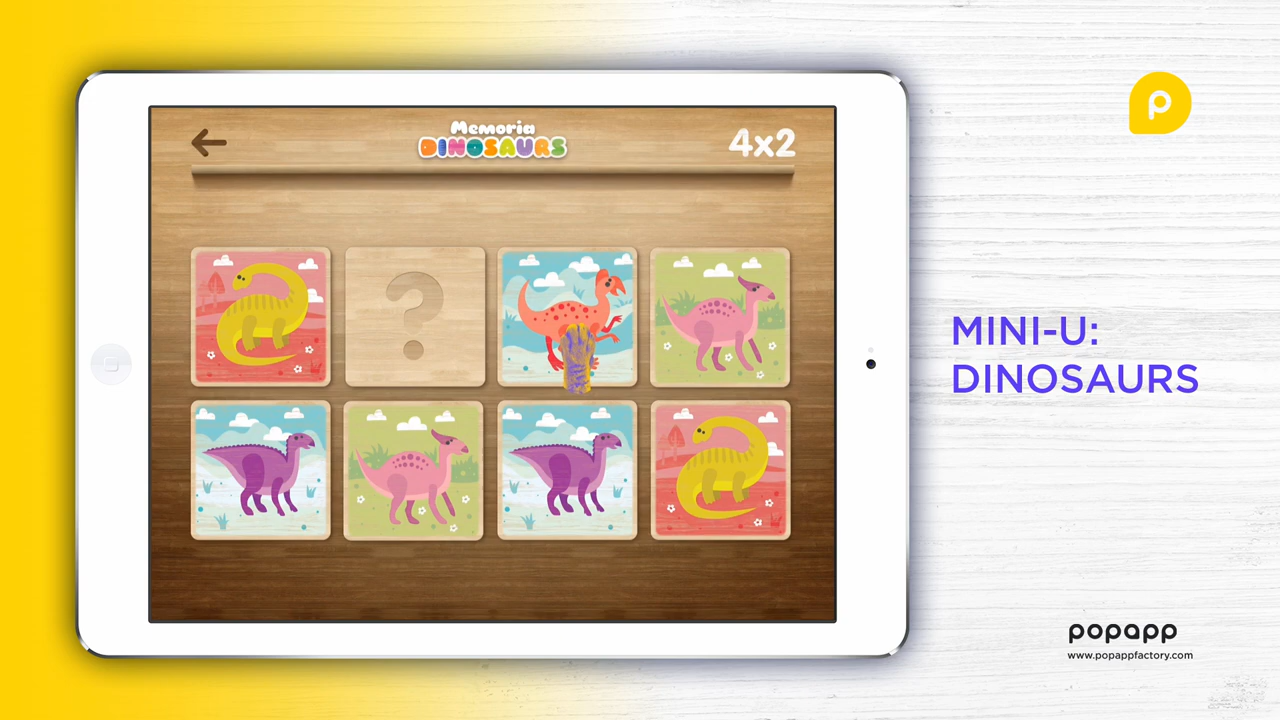 Memoria
DINOSAURS
4x2
?
MINI-U:
DINOSAURS
popapp
www.popappfactory.com